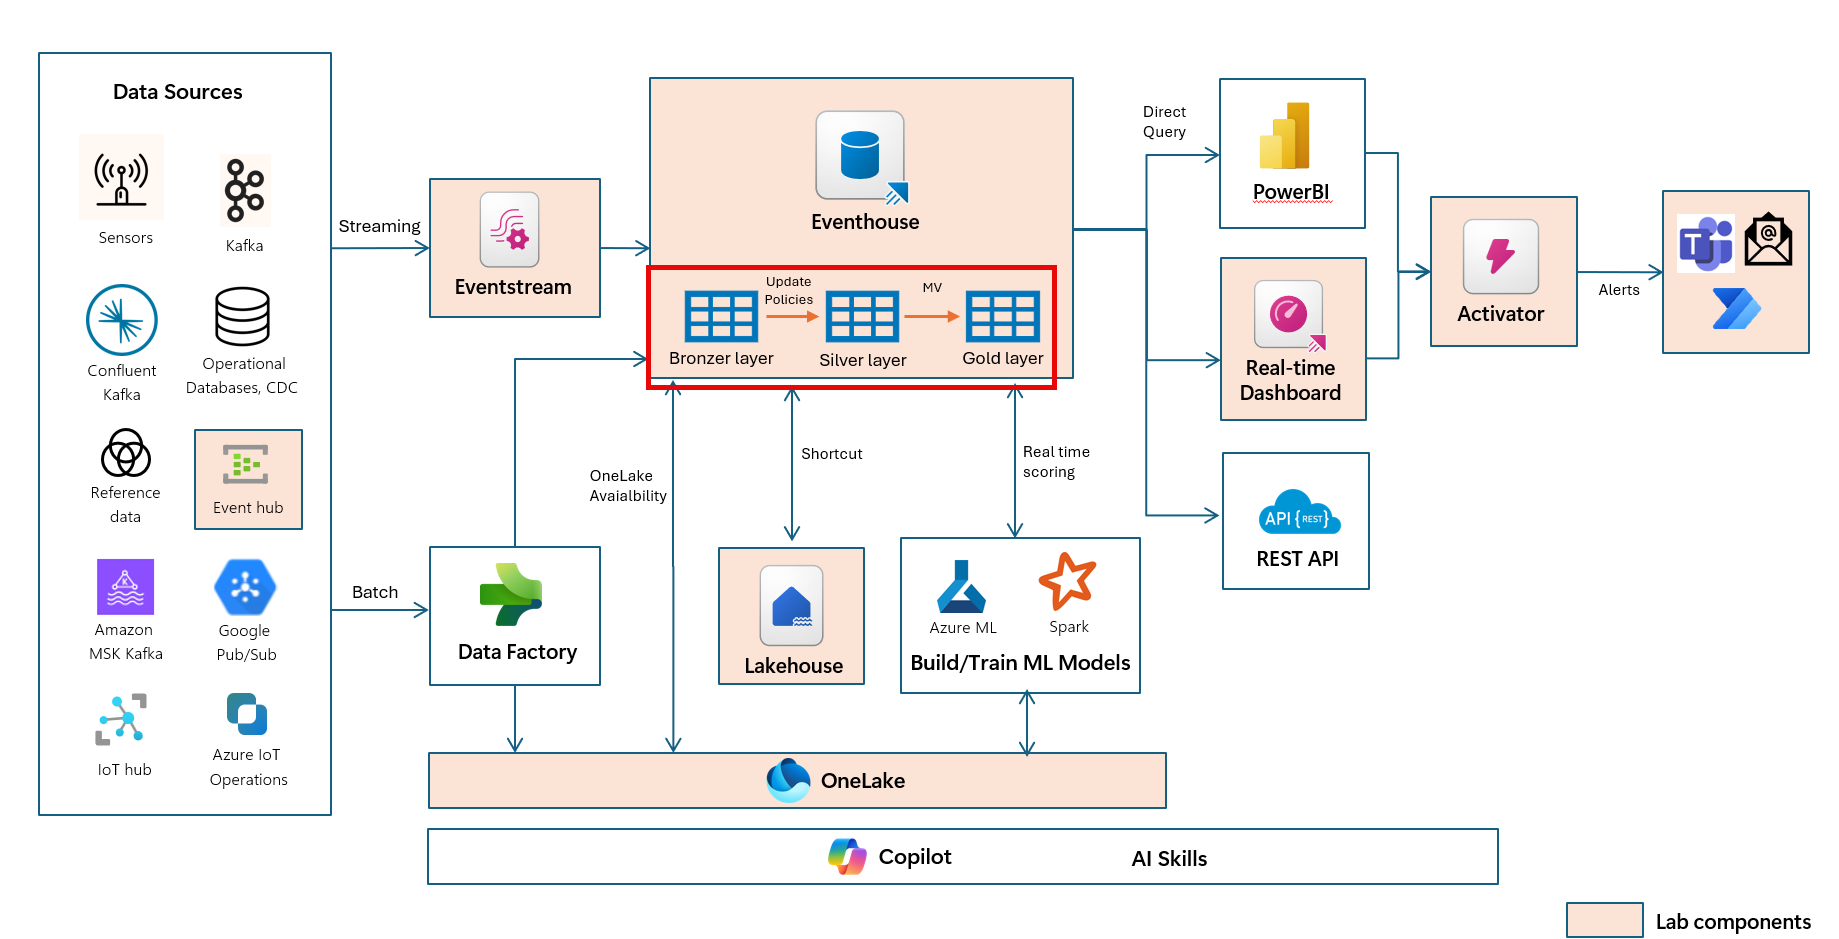 Data Sources
Sensors
Kafka
Confluent
Kafka
Operational
Databases, CDC
Reference
data
Event hub
Amazon
MSK Kafka
Google
Pub/Sub
IoT hub
Azure IoT
Operations
Streaming
Batch
Eventstream
Data Factory
Eventhouse
Update
Policies
MV
Bronzer layer
Silver layer
Gold layer
OneLake
Avaialbility
Shortcut
Real time
scoring
Lakehouse
Azure ML
Spark
Build/Train ML Models
Direct
Query
PowerBI
Real-time
Dashboard
API {REST}
REST API
Activator
Alerts
T
@
OneLake
Copilot
AI Skills
Lab components